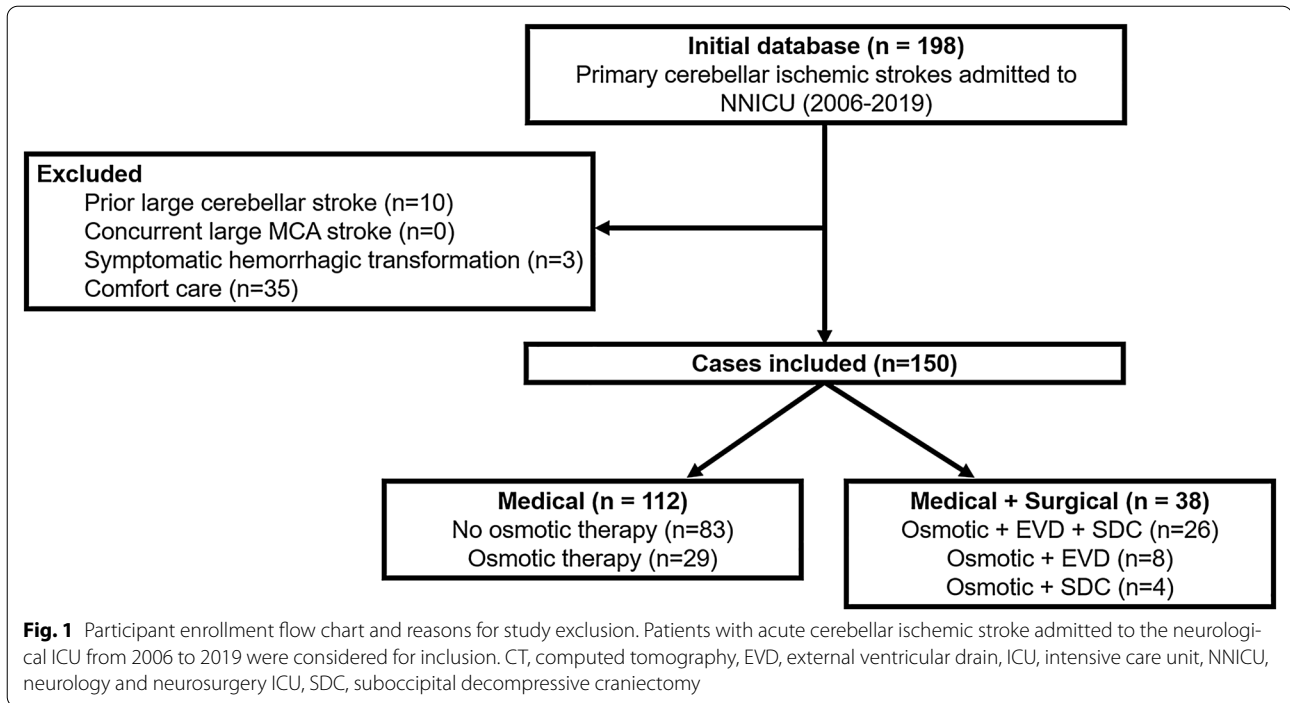 Initial database (n = 198)
Primary cerebellar ischemic strokes admitted to
NNICU (2006-2019)
Excluded
Prior large cerebellar stroke (n=10)
Concurrent large MCA stroke (n=0)
Symptomatic hemorrhagic transformation (n=3)
Comfort care (n=35)
Cases included (n=150)
Medical (n = 112)
No osmotic therapy (n=83)
Osmotic therapy (n=29)
Medical + Surgical (n = 38)
Osmotic + EVD + SDC (n=26)
Osmotic + EVD (n=8)
Osmotic + SDC (n=4)
Fig. 1 Participant enrollment flow chart and reasons for study exclusion. Patients with acute cerebellar ischemic stroke admitted to the neurologi-
cal ICU from 2006 to 2019 were considered for inclusion. CT, computed tomography, EVD, external ventricular drain, ICU, intensive care unit, NNICU,
neurology and neurosurgery ICU, SDC, suboccipital decompressive craniectomy